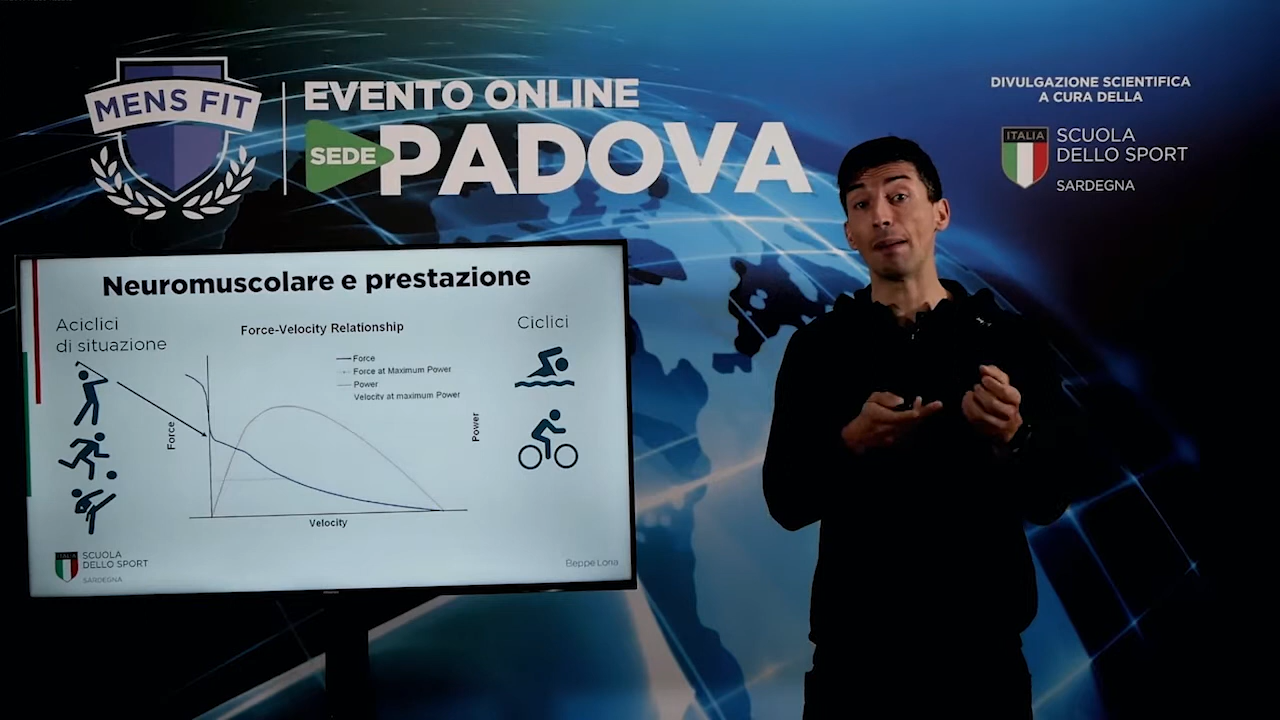 MENS FIT
EVENTO ONLINE
SEDE
PADOVA
DIVULGAZIONE SCIENTIFICA
A CURA DELLA
ITALIA
SCUOLA
DELLO SPORT
SARDEGNA
Neuromuscolare e prestazione
Aciclici
di situazione
Force-Velocity Relationship
Ciclici
Force
Force at Maximum Power
Power
Velocity at maximum Power
Force
Power
Velocity
ITALIA
SCUOLA
DELLO SPORT
SARDEGNA
Beppe Loria